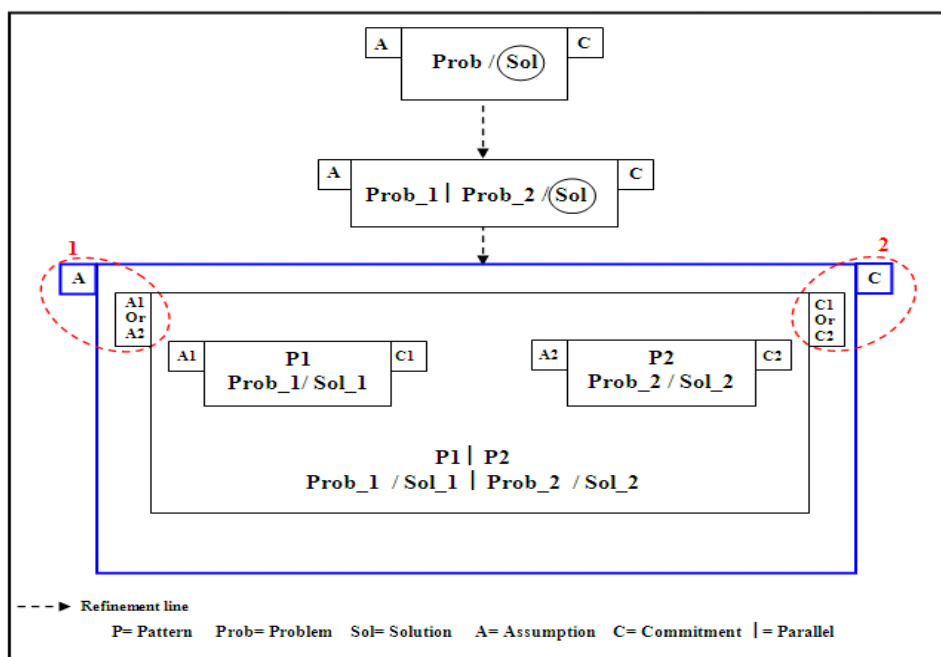 A Prob / Sol C
A Prob_1 | Prob_2 / Sol C
1 2
A C
A1 Or A2 C1 Or C2
A1 P1 C1 A2 P2 C2
Prob_1/ Sol_1 Prob_2 / Sol_2
P1 | P2
Prob_1 / Sol_1 | Prob_2 / Sol_2
Refinement line
P= Pattern Prob= Problem Sol= Solution A= Assumption C= Commitment | = Parallel